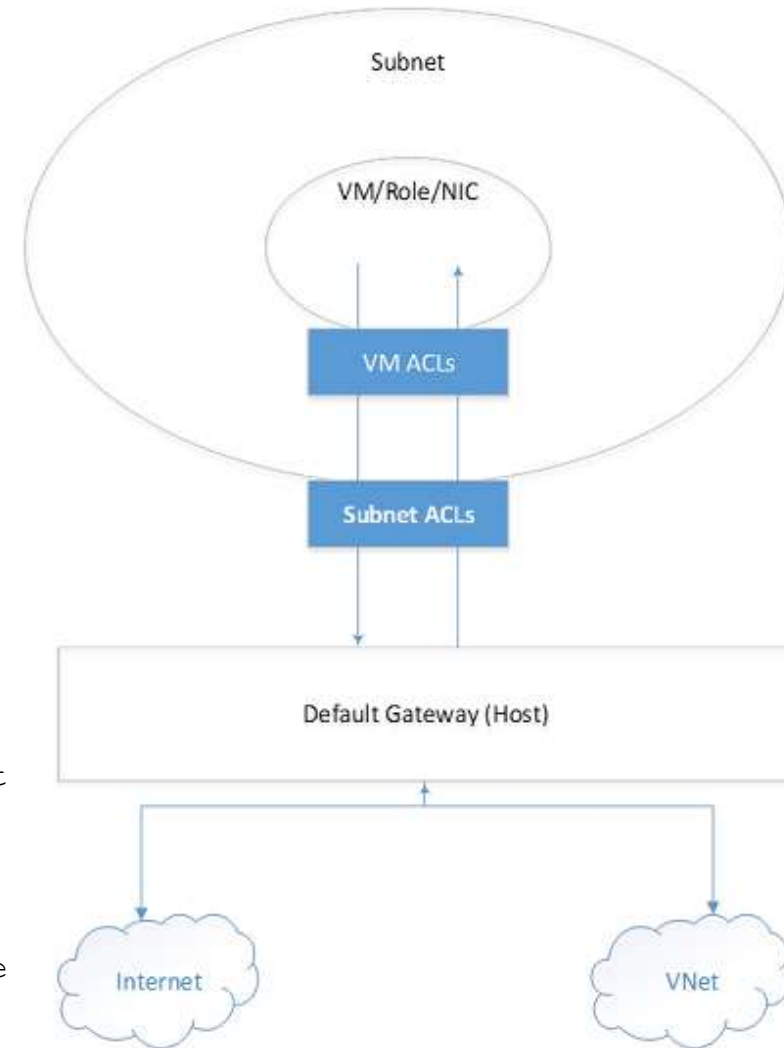 Subnet
VM/Role/NIC
VM ACLs
Subnet ACLs
Default Gateway (Host)
Internet
VNet